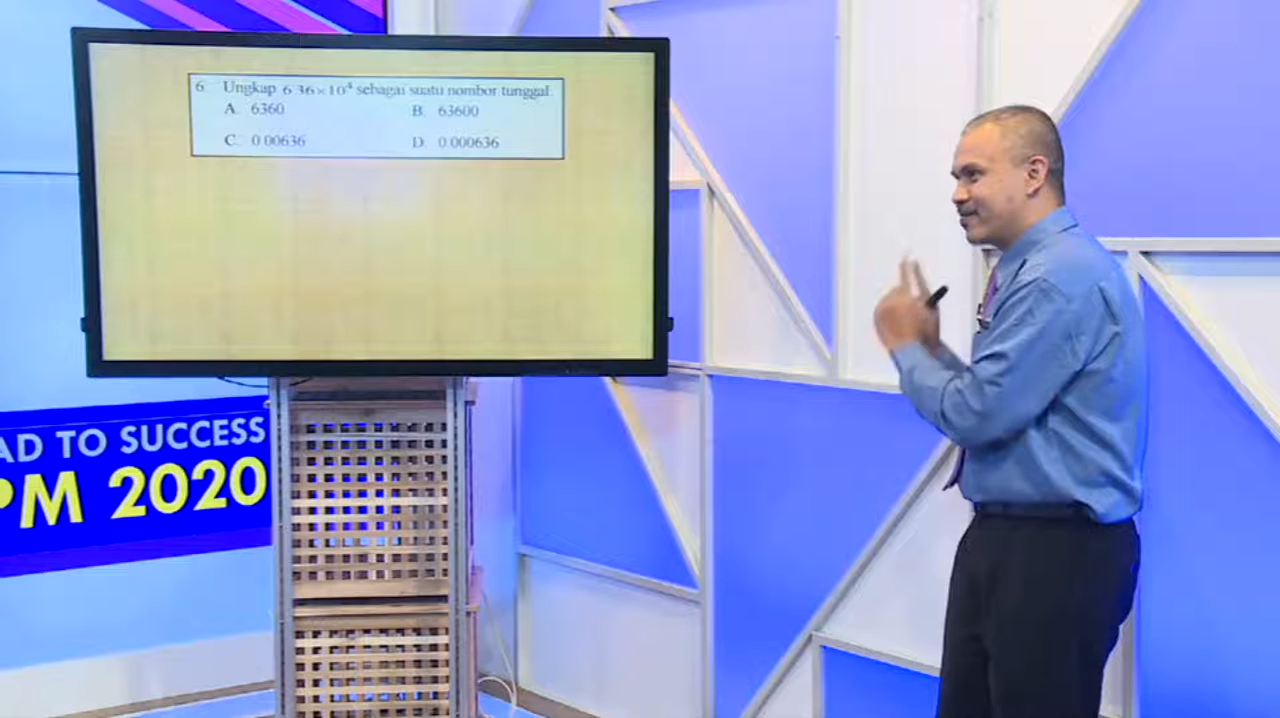 6. Ungkap 6.36×10⁴ sebagai suatu nombor tunggal.
A. 6360 B. 63600
C. 0.00636 D. 0.000636
AD TO SUCCESS
PM 2020